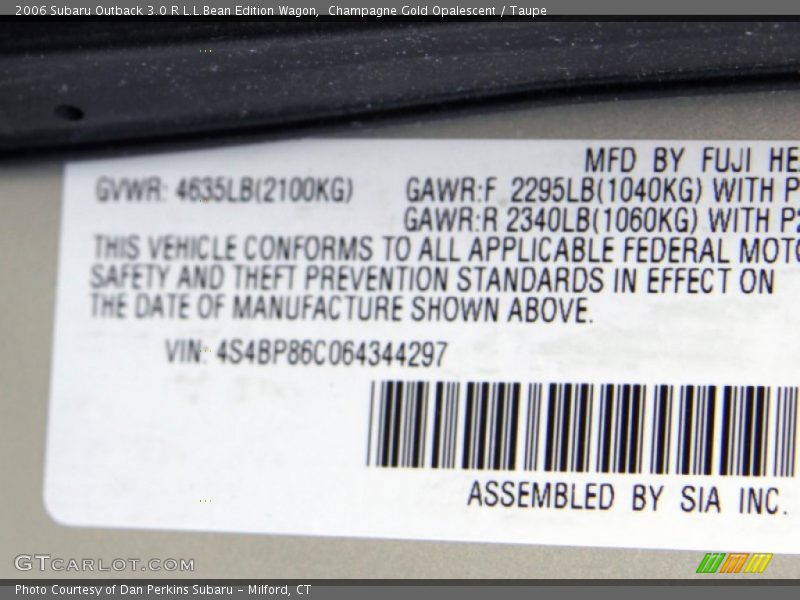 2006 Subaru Outback 3.0 R L.L.Bean Edition Wagon,  Champagne Gold Opalescent / Taupe
MFD BY FUJI HE
GVWR: 4635LB(2100KG) GAWR:F 2295LB(1040KG) WITH P
GAWR:R 2340LB(1060KG) WITH P2
THIS VEHICLE CONFORMS TO ALL APPLICABLE FEDERAL MOTO
SAFETY AND THEFT PREVENTION STANDARDS IN EFFECT ON
THE DATE OF MANUFACTURE SHOWN ABOVE.
VIN: 4S4BP86C064344297
ASSEMBLED BY SIA INC.
GTCARLOT.COM
Photo Courtesy of Dan Perkins Subaru - Milford, CT